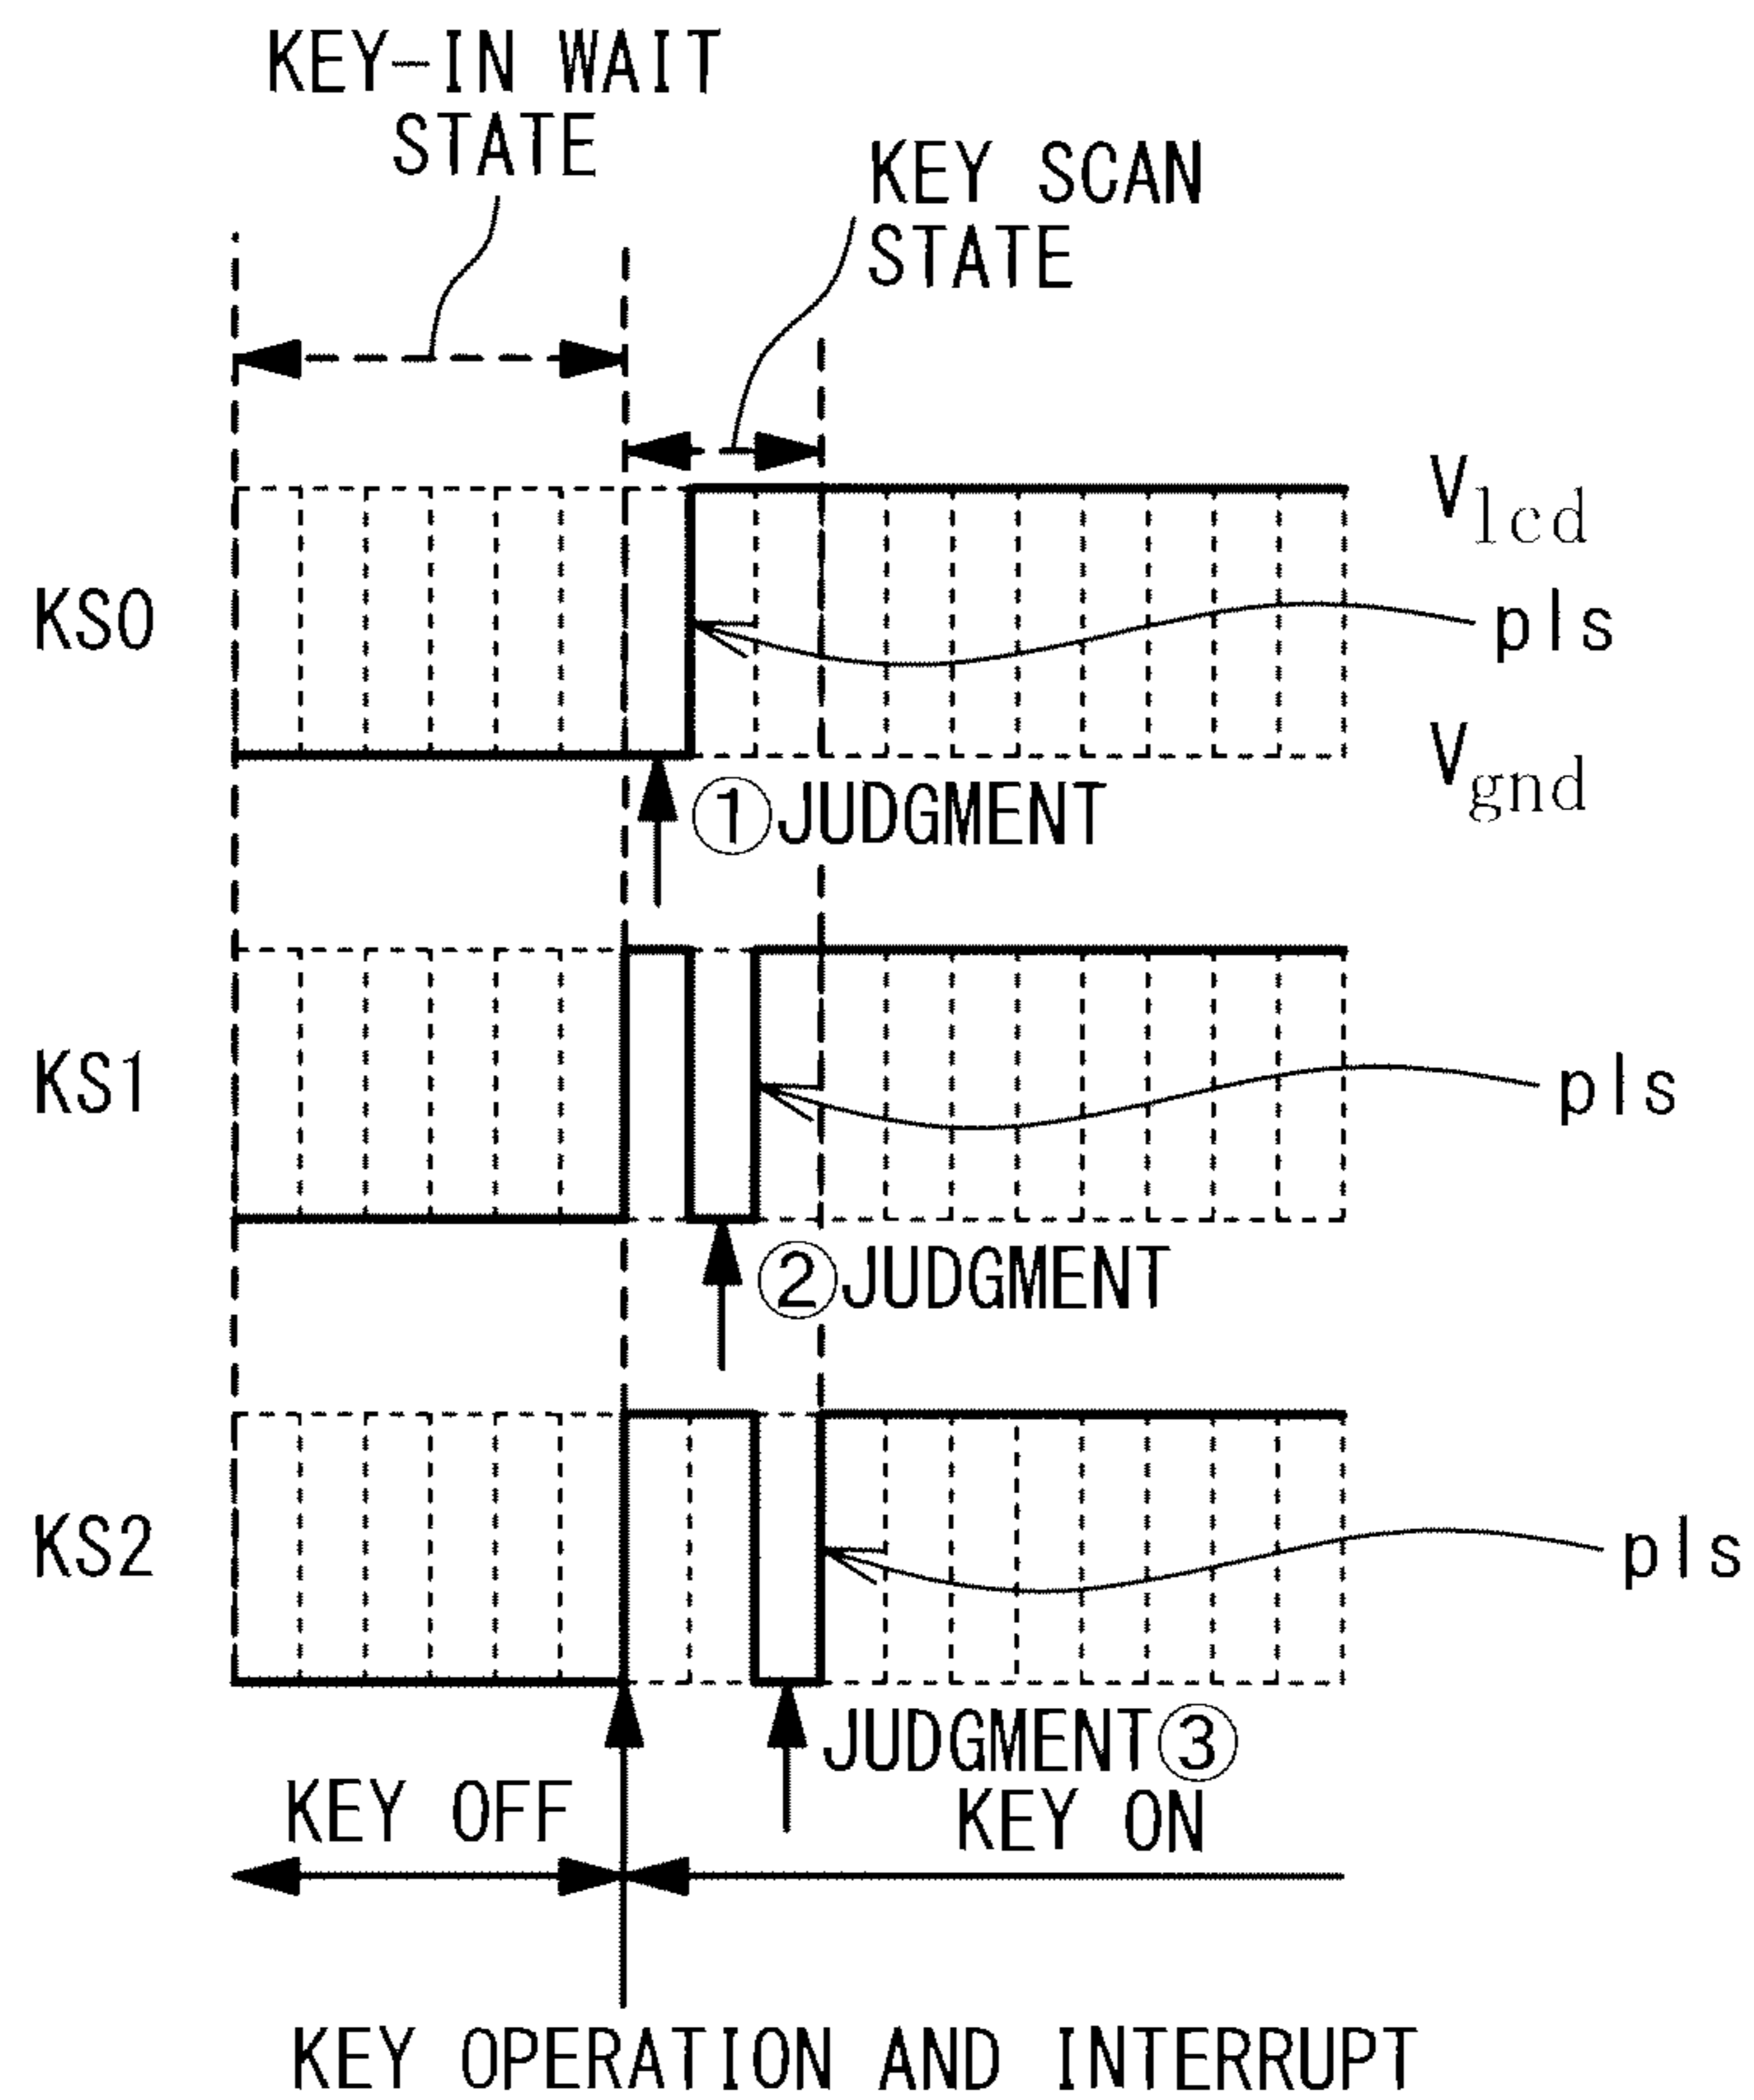 KEY-IN WAIT
STATE
KEY SCAN
STATE
Vlcd
KS0
pls
Vgnd
①JUDGMENT
KS1
pls
②JUDGMENT
KS2
pls
JUDGMENT③
KEY OFF
KEY ON
KEY OPERATION AND INTERRUPT